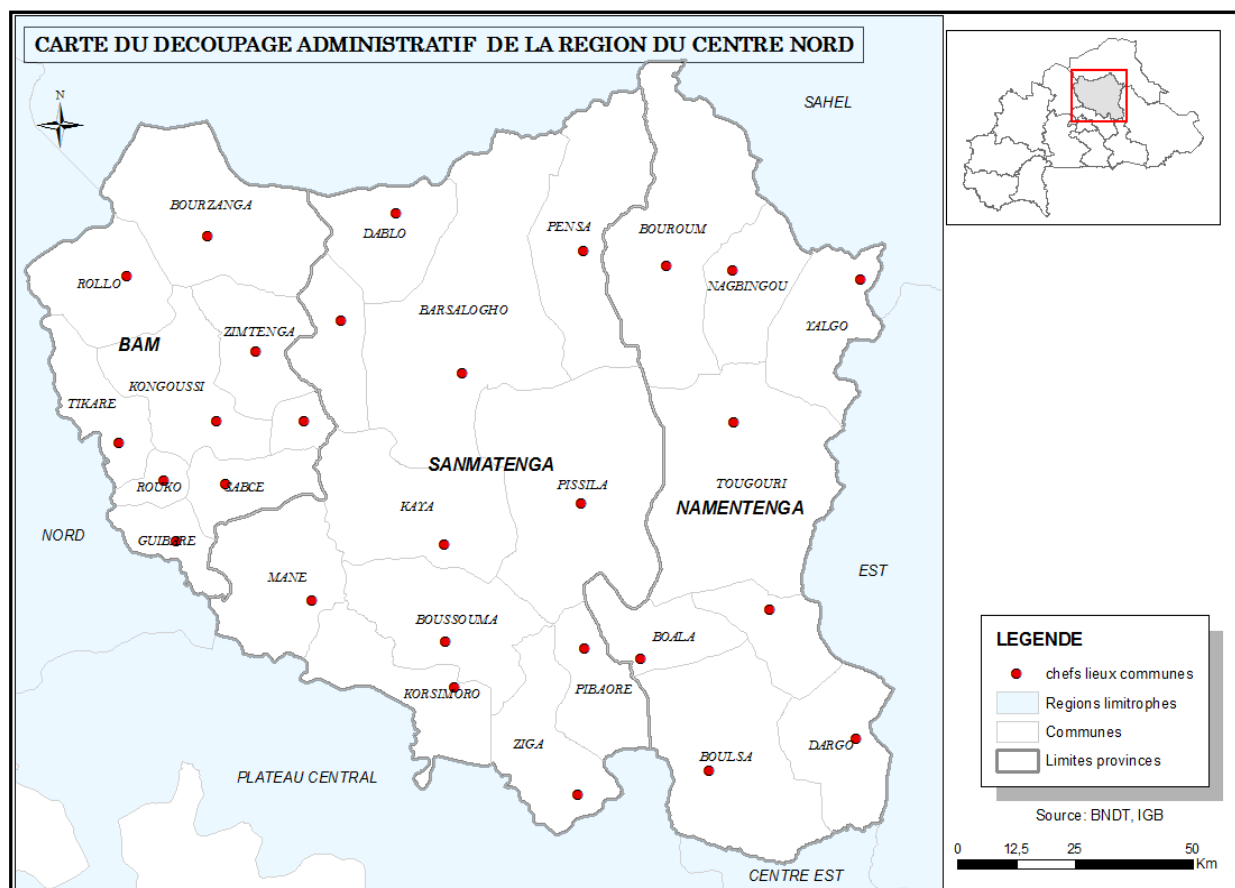 CARTE DU DECOUPAGE ADMINISTRATIF DE LA REGION DU CENTRE NORD
N
SAHEL
BOURZANGA
DABLO
PENSA
BOUROUM
ROLLO
NAGBINGOU
BARSALOGHO
YALGO
ZIMTENGA
BAM
KONGOUSSI
TIKARE
SANMATENGA
ROUKO
SABCE
PISSILA
TOUGOURI
KAYA
NAMENTENGA
NORD
GUIBARE
EST
MANE
BOUSSOUMA
BOALA
KORSIMORO
PIBAORE
ZIGA
DARGO
BOULSA
PLATEAU CENTRAL
CENTRE EST
LEGENDE
chefs lieux communes
Regions limitrophes
Communes
Limites provinces
Source: BNDT, IGB
0 12,5 25 50
Km